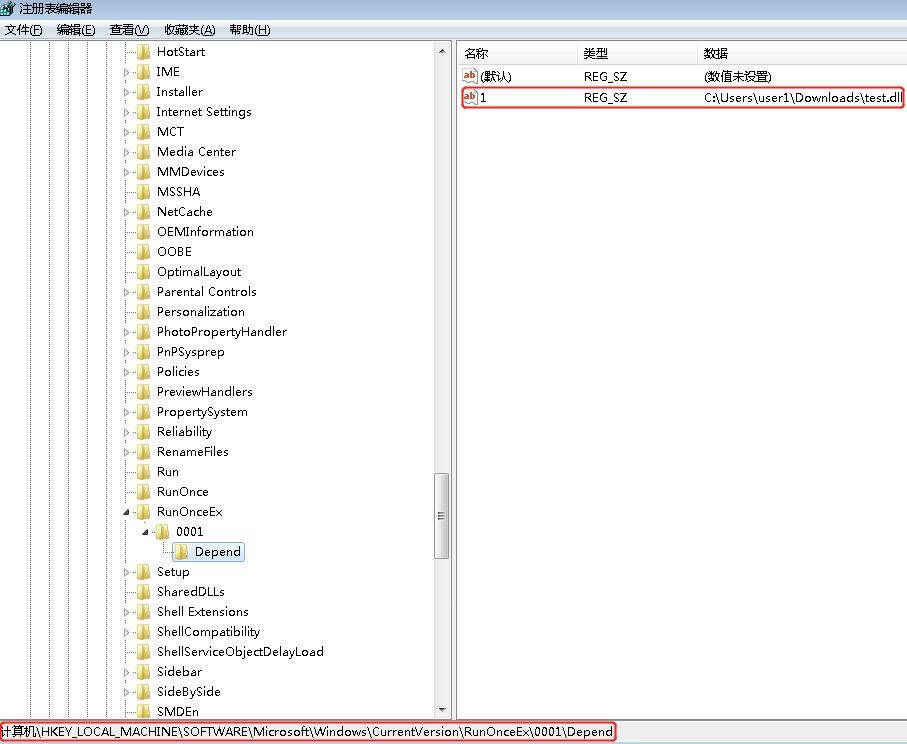 注册表编辑器
文件(F) 编辑(E) 查看(V) 收藏夹(A) 帮助(H)
HotStart
IME
Installer
Internet Settings
MCT
Media Center
MMDevices
MSSHA
NetCache
OEMInformation
OOBE
OptimalLayout
Parental Controls
Personalization
PhotoPropertyHandler
PnPSysprep
Policies
PreviewHandlers
PropertySystem
Reliability
RenameFiles
Run
RunOnce
RunOnceEx
0001
Depend
Setup
SharedDLLs
Shell Extensions
ShellCompatibility
ShellServiceObjectDelayLoad
Sidebar
SideBySide
SMDEn
名称 类型 数据
ab (默认) REG_SZ (数值未设置)
ab 1 REG_SZ C:\Users\user1\Downloads\test.dll
计算机\HKEY_LOCAL_MACHINE\SOFTWARE\Microsoft\Windows\CurrentVersion\RunOnceEx\0001\Depend